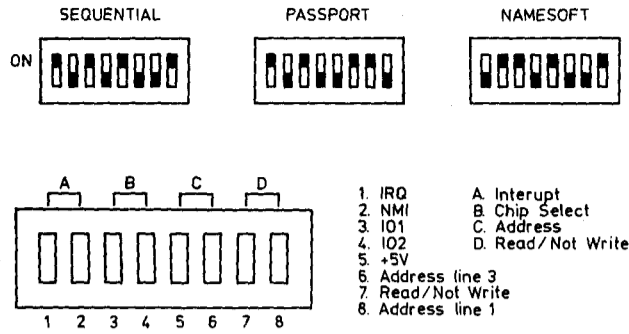 SEQUENTIAL PASSPORT NAMESOFT
ON
A B C D
1 2 3 4 5 6 7 8
1. IRQ
2. NMI
3. IO1
4. IO2
5. +5V
6. Address line 3
7. Read/Not Write
8. Address line 1
A. Interupt
B. Chip Select
C. Address
D. Read/Not Write